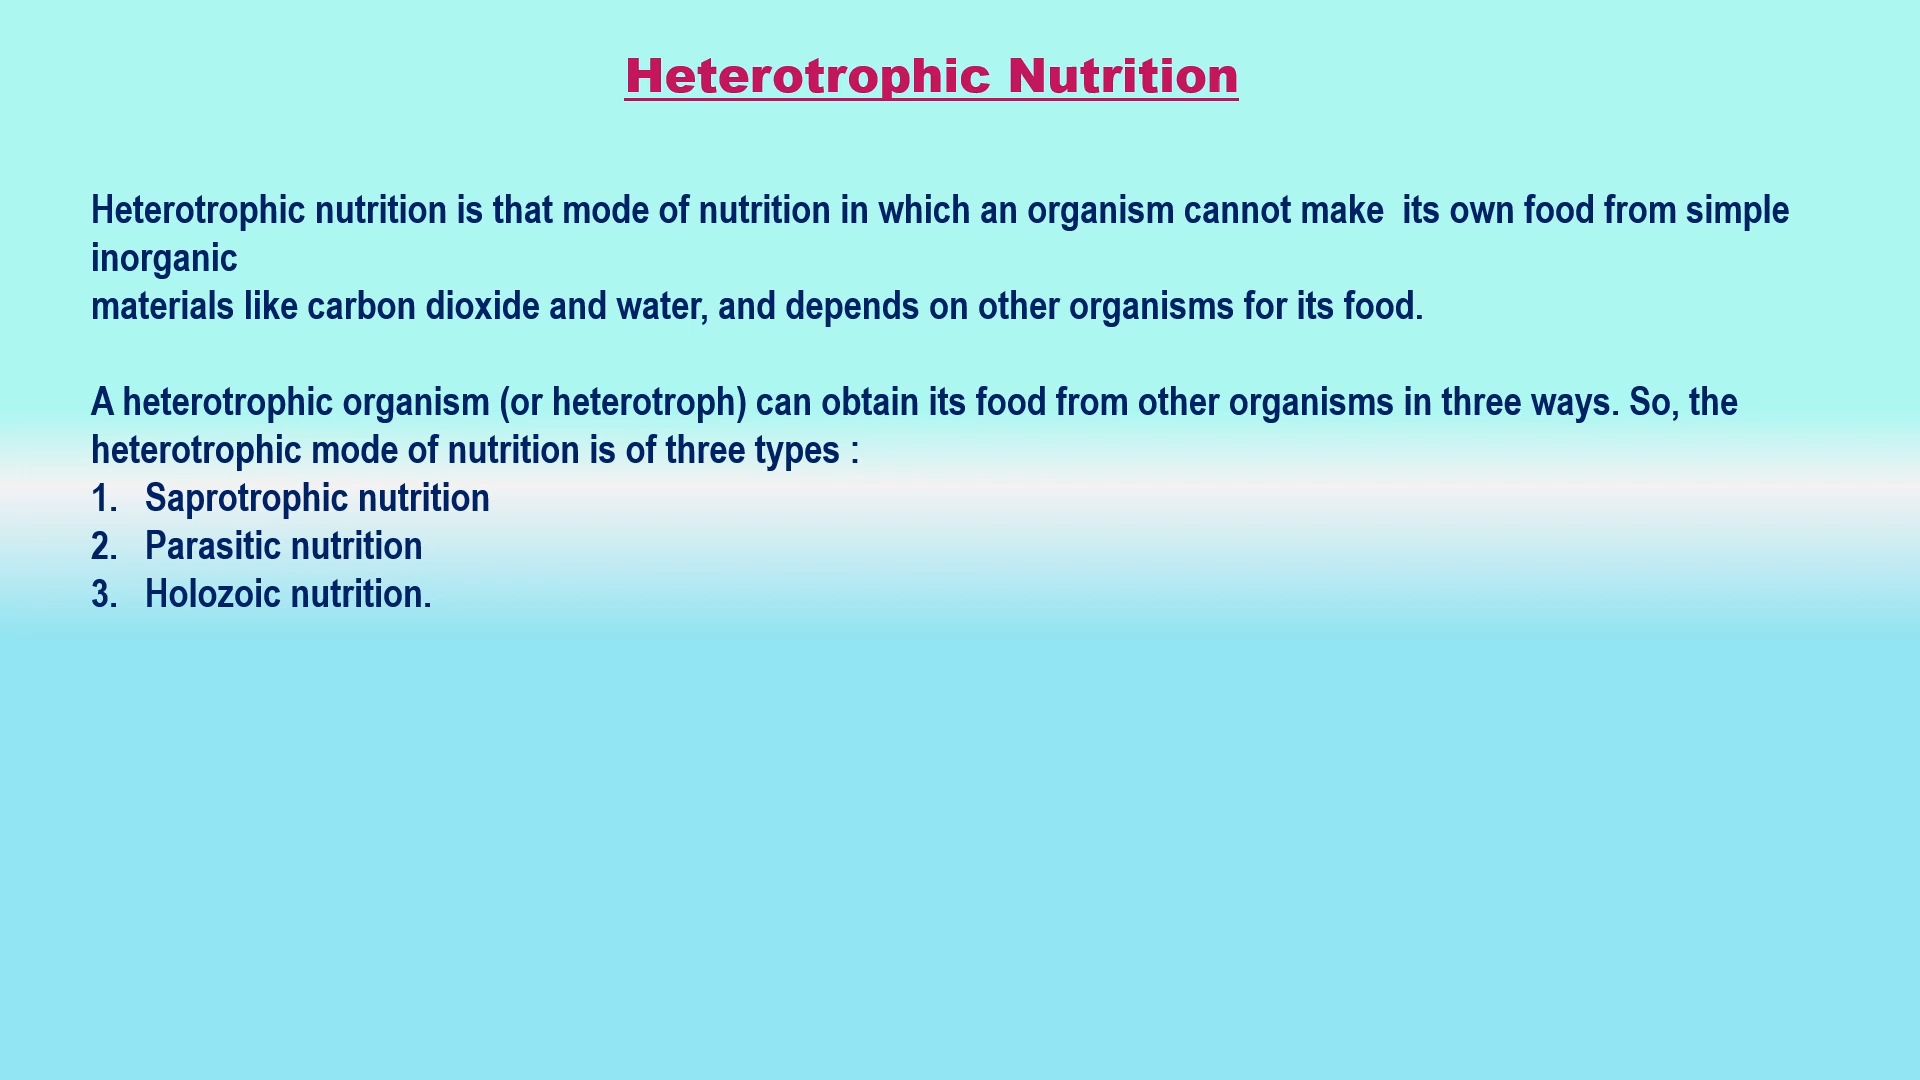 Heterotrophic Nutrition
Heterotrophic nutrition is that mode of nutrition in which an organism cannot make  its own food from simple
inorganic
materials like carbon dioxide and water, and depends on other organisms for its food.
A heterotrophic organism (or heterotroph) can obtain its food from other organisms in three ways. So, the
heterotrophic mode of nutrition is of three types :
1. Saprotrophic nutrition
2. Parasitic nutrition
3. Holozoic nutrition.